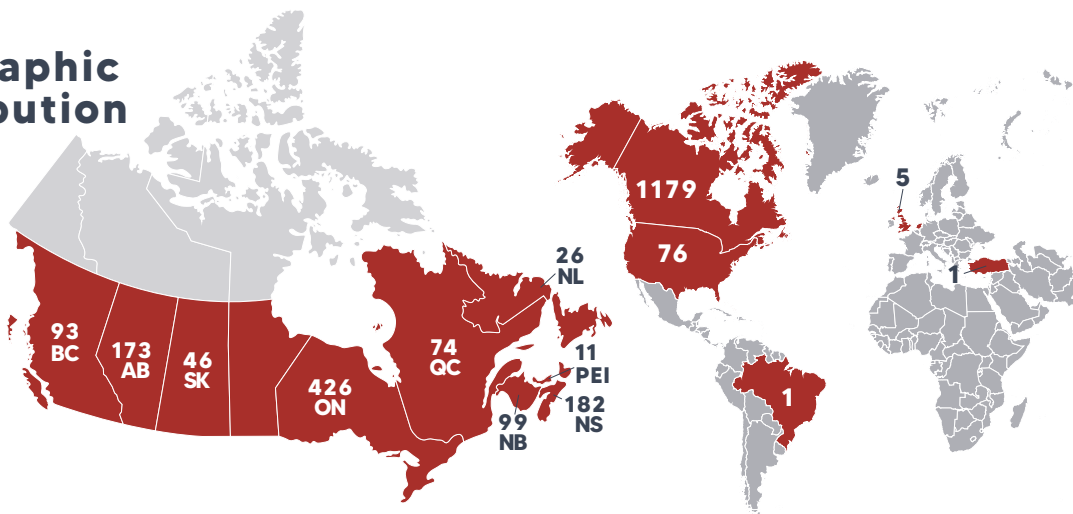 aphic
bution
93
BC
173
AB
46
SK
426
ON
74
QC
26
NL
11
PEI
182
NS
99
NB
1179
76
1
5
1